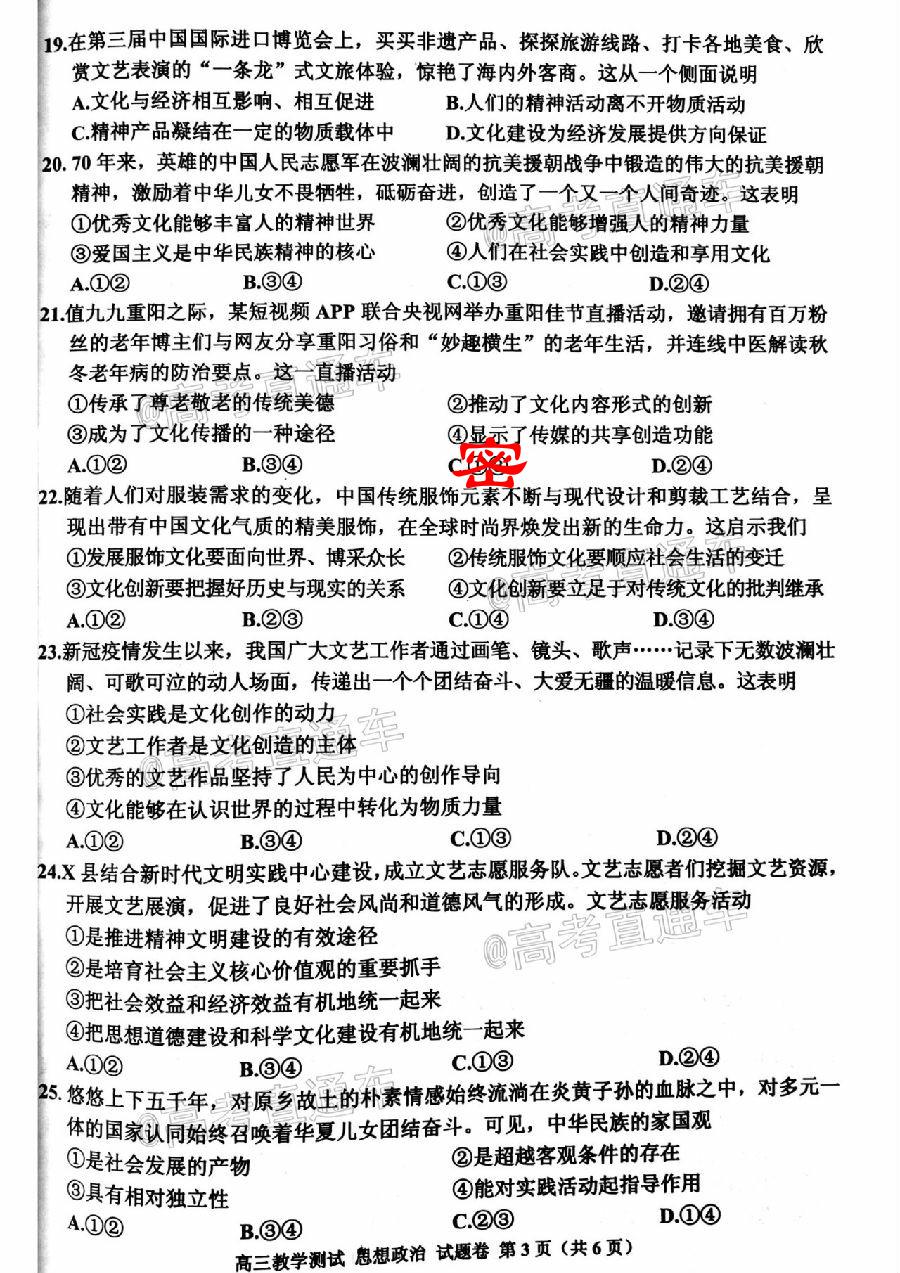 19.在第三届中国国际进口博览会上，买买非遗产品、探探旅游线路、打卡各地美食、欣
赏文艺表演的“一条龙”式文旅体验，惊艳了海内外客商。这从一个侧面说明
A.文化与经济相互影响、相互促进 B.人们的精神活动离不开物质活动
C.精神产品凝结在一定的物质载体中 D.文化建设为经济发展提供方向保证
20.70年来，英雄的中国人民志愿军在波澜壮阔的抗美援朝战争中锻造的伟大的抗美援朝
精神，激励着中华儿女不畏牺牲，砥砺奋进，创造了一个又一个人间奇迹。这表明
①优秀文化能够丰富人的精神世界 ②优秀文化能够增强人的精神力量
③爱国主义是中华民族精神的核心 ④人们在社会实践中创造和享用文化
A.①② B.③④ C.①③ D.②④
21.值九九重阳之际，某短视频APP联合央视网举办重阳佳节直播活动，邀请拥有百万粉
丝的老年博主们与网友分享重阳习俗和“妙趣横生”的老年生活，并连线中医解读秋
冬老年病的防治要点。这一直播活动
①传承了尊老敬老的传统美德 ②推动了文化内容形式的创新
③成为了文化传播的一种途径 ④显示了传媒的共享创造功能
A.①② B.③④ C.①③ D.②④
密
22.随着人们对服装需求的变化，中国传统服饰元素不断与现代设计和剪裁工艺结合，呈
现出带有中国文化气质的精美服饰，在全球时尚界焕发出新的生命力。这启示我们
①发展服饰文化要面向世界、博采众长 ②传统服饰文化要顺应社会生活的变迁
③文化创新要把握好历史与现实的关系 ④文化创新要立足于对传统文化的批判继承
A.①② B.②③ C.①④ D.③④
23.新冠疫情发生以来，我国广大文艺工作者通过画笔、镜头、歌声……记录下无数波澜壮
阔、可歌可泣的动人场面，传递出一个个团结奋斗、大爱无疆的温暖信息。这表明
①社会实践是文化创作的动力
②文艺工作者是文化创造的主体
③优秀的文艺作品坚持了人民为中心的创作导向
④文化能够在认识世界的过程中转化为物质力量
A.①② B.③④ C.①③ D.②④
24.X县结合新时代文明实践中心建设，成立文艺志愿服务队。文艺志愿者们挖掘文艺资源，
开展文艺展演，促进了良好社会风尚和道德风气的形成。文艺志愿服务活动
①是推进精神文明建设的有效途径
②是培育社会主义核心价值观的重要抓手
③把社会效益和经济效益有机地统一起来
④把思想道德建设和科学文化建设有机地统一起来
A.①② B.③④ C.①③ D.②④
25.悠悠上下五千年，对原乡故土的朴素情感始终流淌在炎黄子孙的血脉之中，对多元一
体的国家认同始终召唤着华夏儿女团结奋斗。可见，中华民族的家国观
①是社会发展的产物 ②是超越客观条件的存在
③具有相对独立性 ④能对实践活动起指导作用
A.①② B.③④ C.②③ D.①④
高三教学测试 思想政治 试题卷 第3页（共6页）
@高考直通车
@高考直通车
@高考直通车
@高考直通车
@高考直通车
@高考直通车